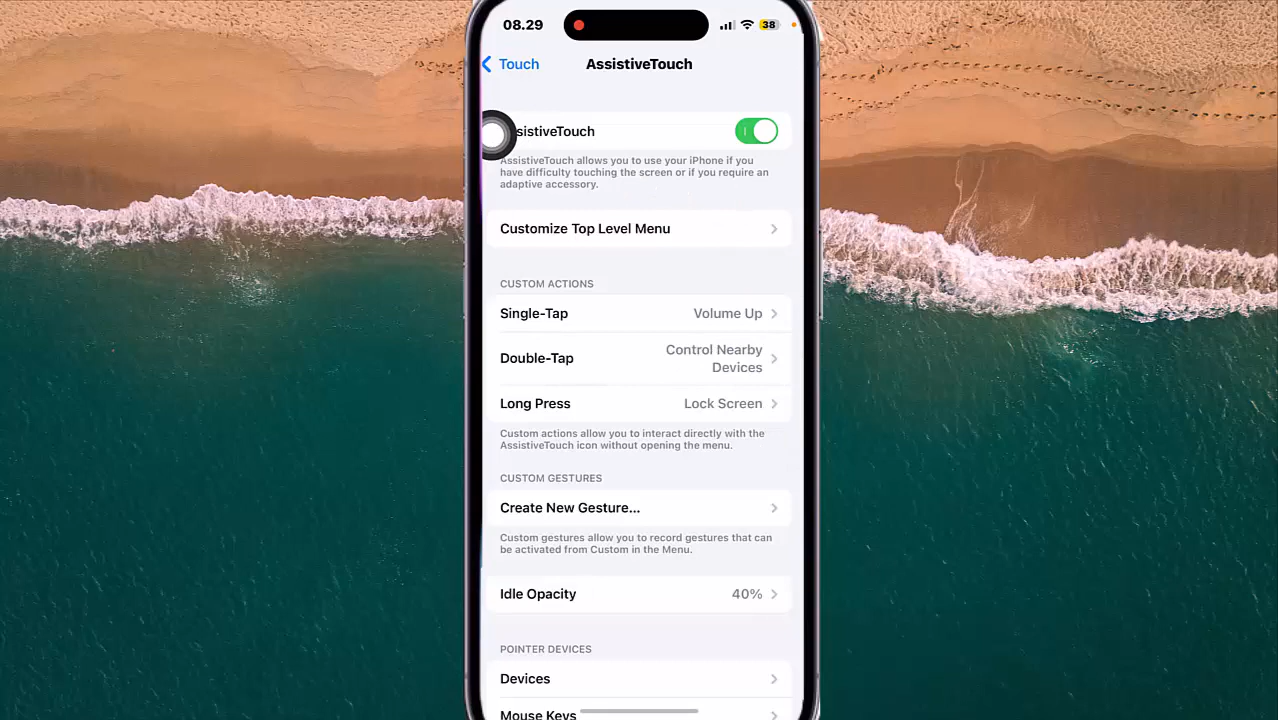 08.29
38
Touch
AssistiveTouch
sistiveTouch
AssistiveTouch allows you to use your iPhone if you
have difficulty touching the screen or if you require an
adaptive accessory.
Customize Top Level Menu
CUSTOM ACTIONS
Single-Tap Volume Up
Double-Tap Control Nearby
Devices
Long Press Lock Screen
Custom actions allow you to interact directly with the
AssistiveTouch icon without opening the menu.
CUSTOM GESTURES
Create New Gesture...
Custom gestures allow you to record gestures that can
be activated from Custom in the Menu.
Idle Opacity 40%
POINTER DEVICES
Devices
Mouse Keys